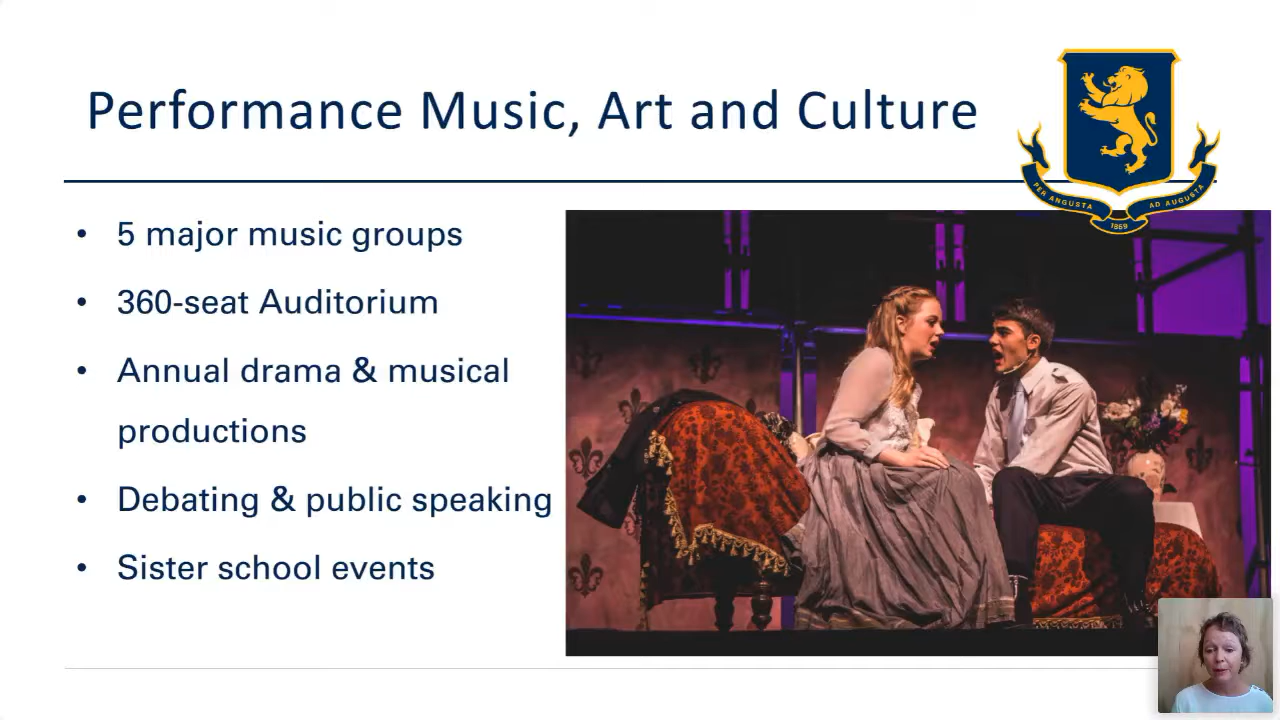 Performance Music, Art and Culture
PER ANGUSTA
AD AUGUSTA
1869
• 5 major music groups
• 360-seat Auditorium
• Annual drama & musical
productions
• Debating & public speaking
• Sister school events